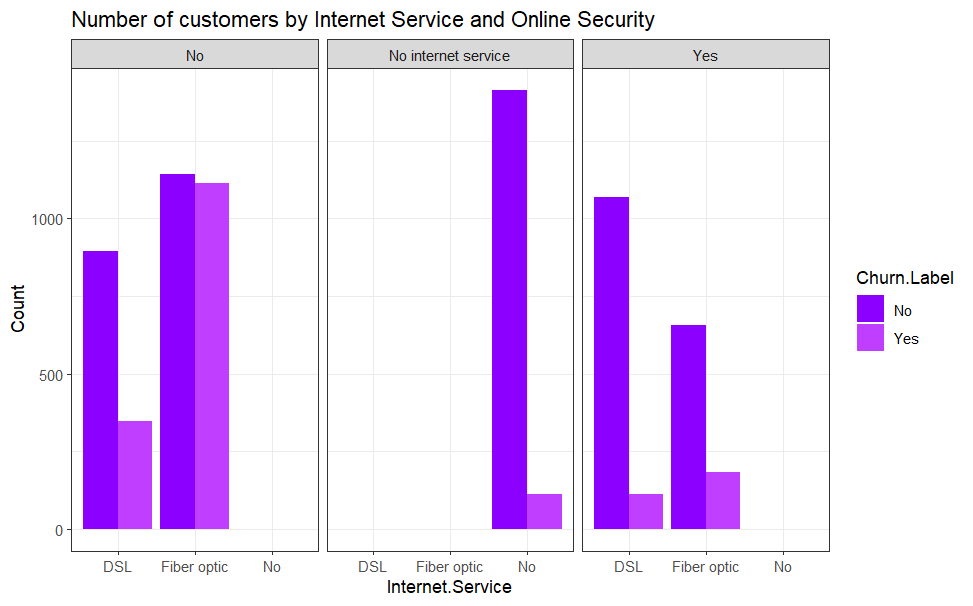 Number of customers by Internet Service and Online Security
No
No internet service
Yes
1000
500
0
Count
DSL
Fiber optic
No
DSL
Fiber optic
No
DSL
Fiber optic
No
Internet.Service
Churn.Label
No
Yes